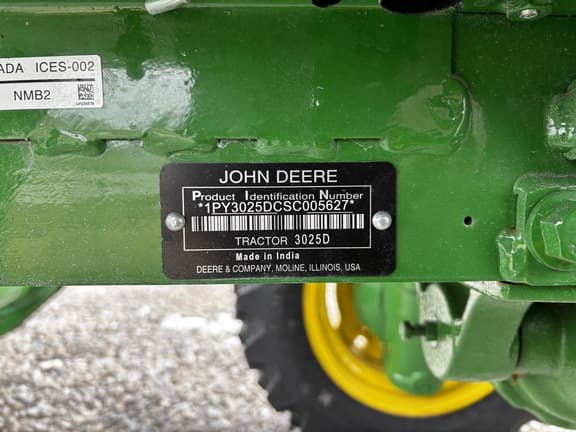 ADA ICES-002
NMB2
JOHN DEERE
Product Identification Number
*1PY3025DCSC005627*
TRACTOR 3025D
Made in India
DEERE & COMPANY, MOLINE, ILLINOIS, USA